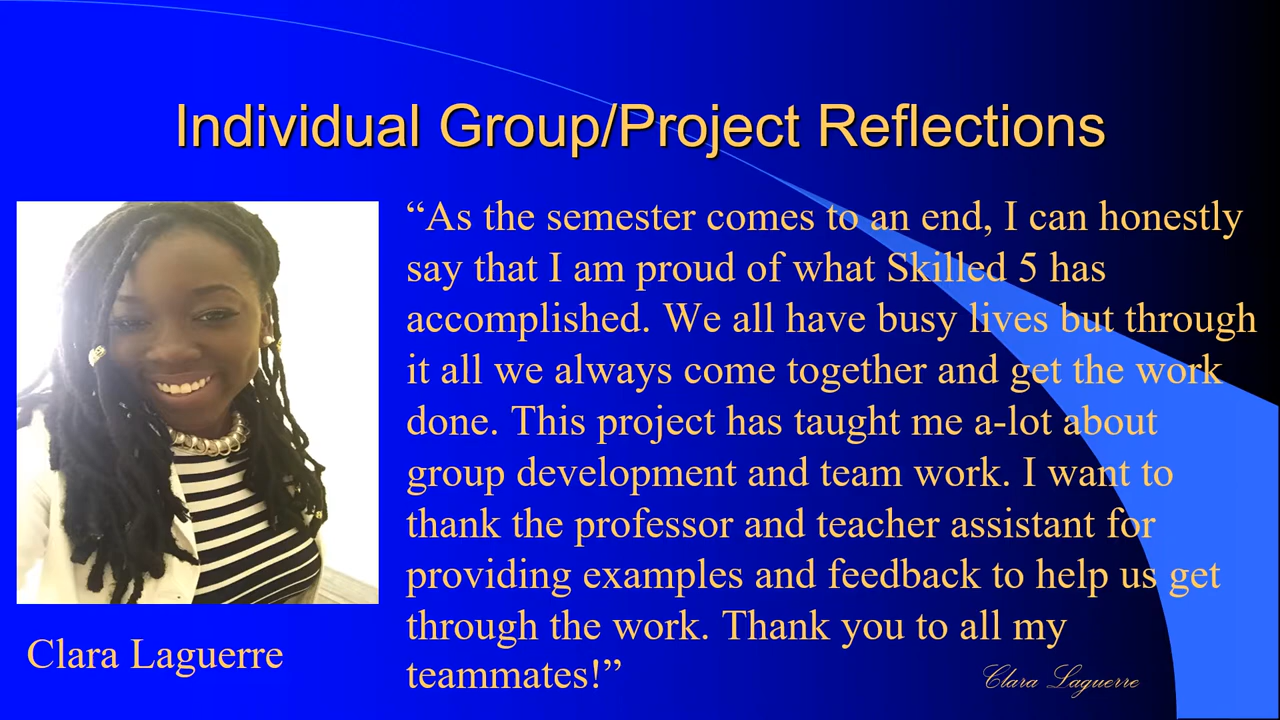 Individual Group/Project Reflections
“As the semester comes to an end, I can honestly
say that I am proud of what Skilled 5 has
accomplished. We all have busy lives but through
it all we always come together and get the work
done. This project has taught me a-lot about
group development and team work. I want to
thank the professor and teacher assistant for
providing examples and feedback to help us get
through the work. Thank you to all my
teammates!”
Clara Laguerre
Clara Laguerre